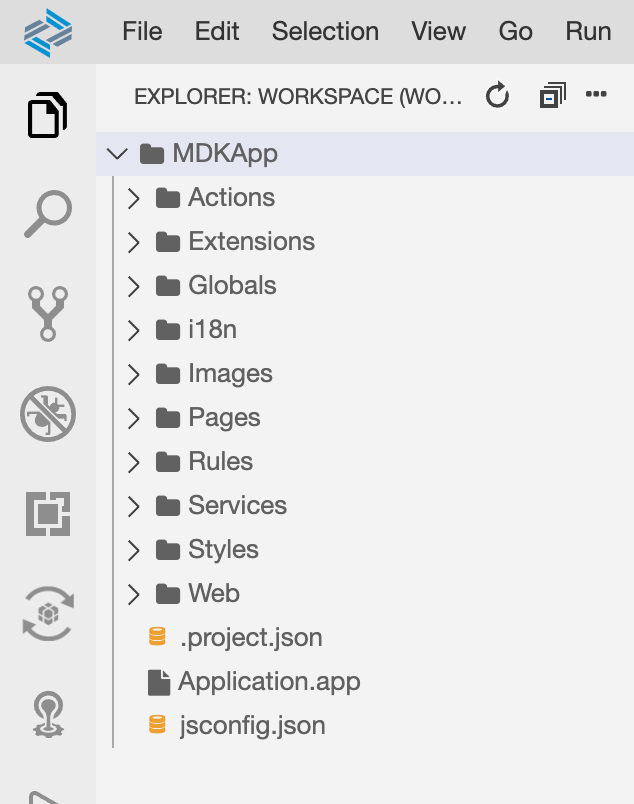 File Edit Selection View Go Run
EXPLORER: WORKSPACE (WO...
MDKApp
Actions
Extensions
Globals
i18n
Images
Pages
Rules
Services
Styles
Web
.project.json
Application.app
jsconfig.json